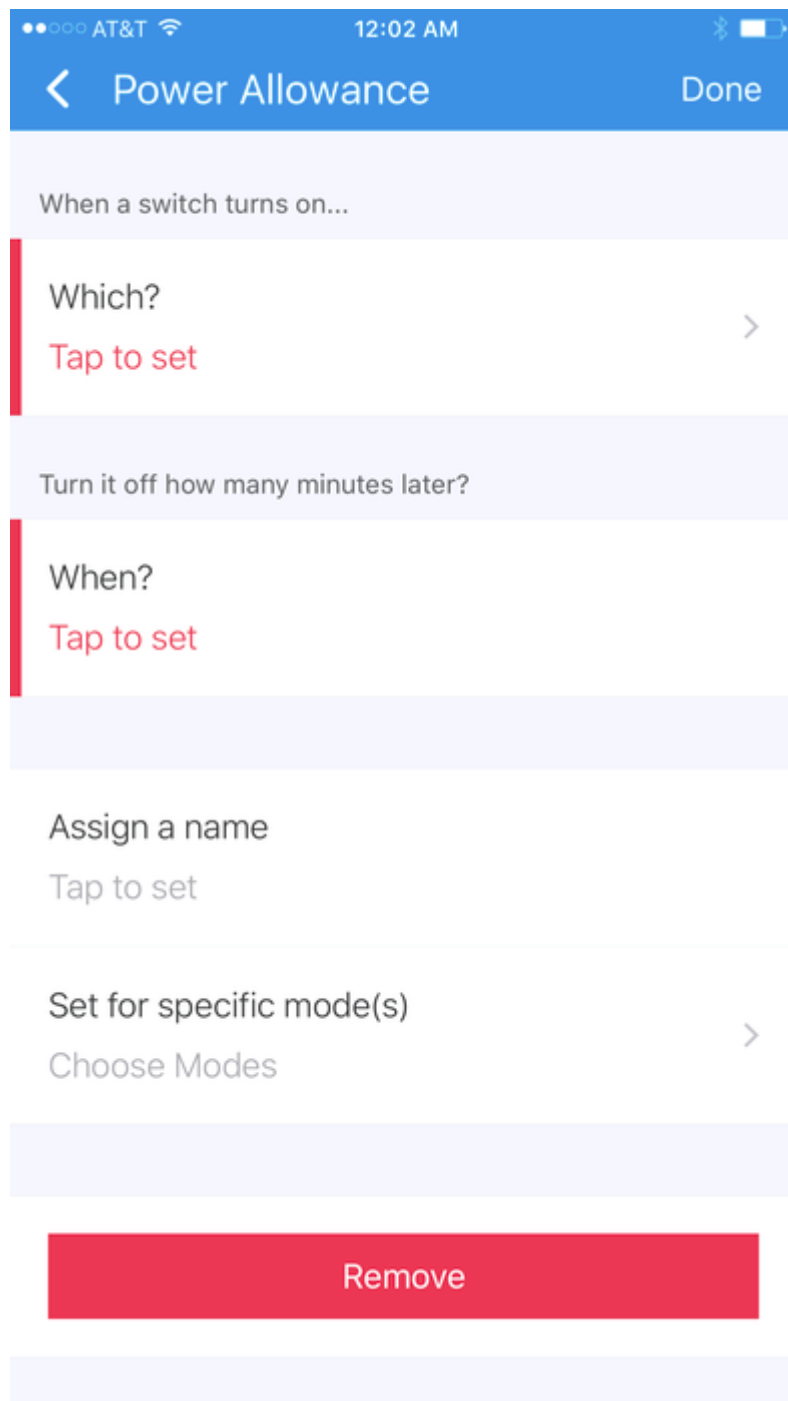 AT&T 12:02 AM
Power Allowance Done
When a switch turns on...
Which?
Tap to set
Turn it off how many minutes later?
When?
Tap to set
Assign a name
Tap to set
Set for specific mode(s)
Choose Modes
Remove